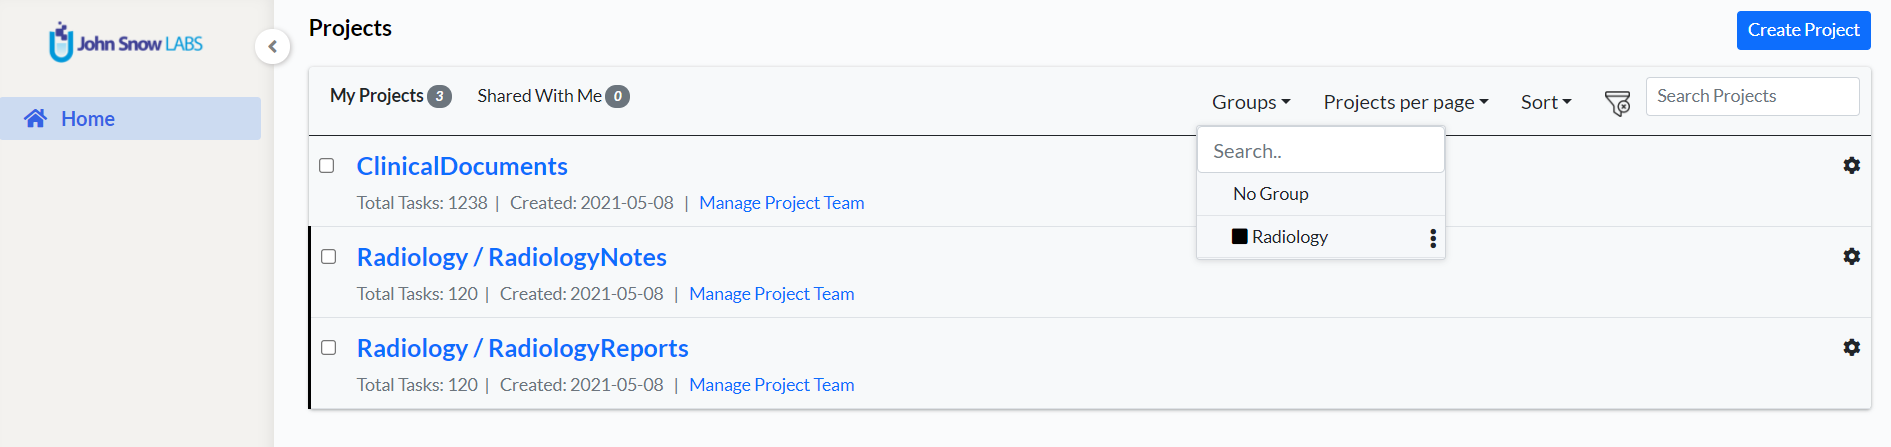 John Snow LABS
Home
Projects
Create Project
My Projects 3 Shared With Me 0
Groups Projects per page Sort Search Projects
Search..
No Group
Radiology
ClinicalDocuments
Total Tasks: 1238 | Created: 2021-05-08 | Manage Project Team
Radiology / RadiologyNotes
Total Tasks: 120 | Created: 2021-05-08 | Manage Project Team
Radiology / RadiologyReports
Total Tasks: 120 | Created: 2021-05-08 | Manage Project Team